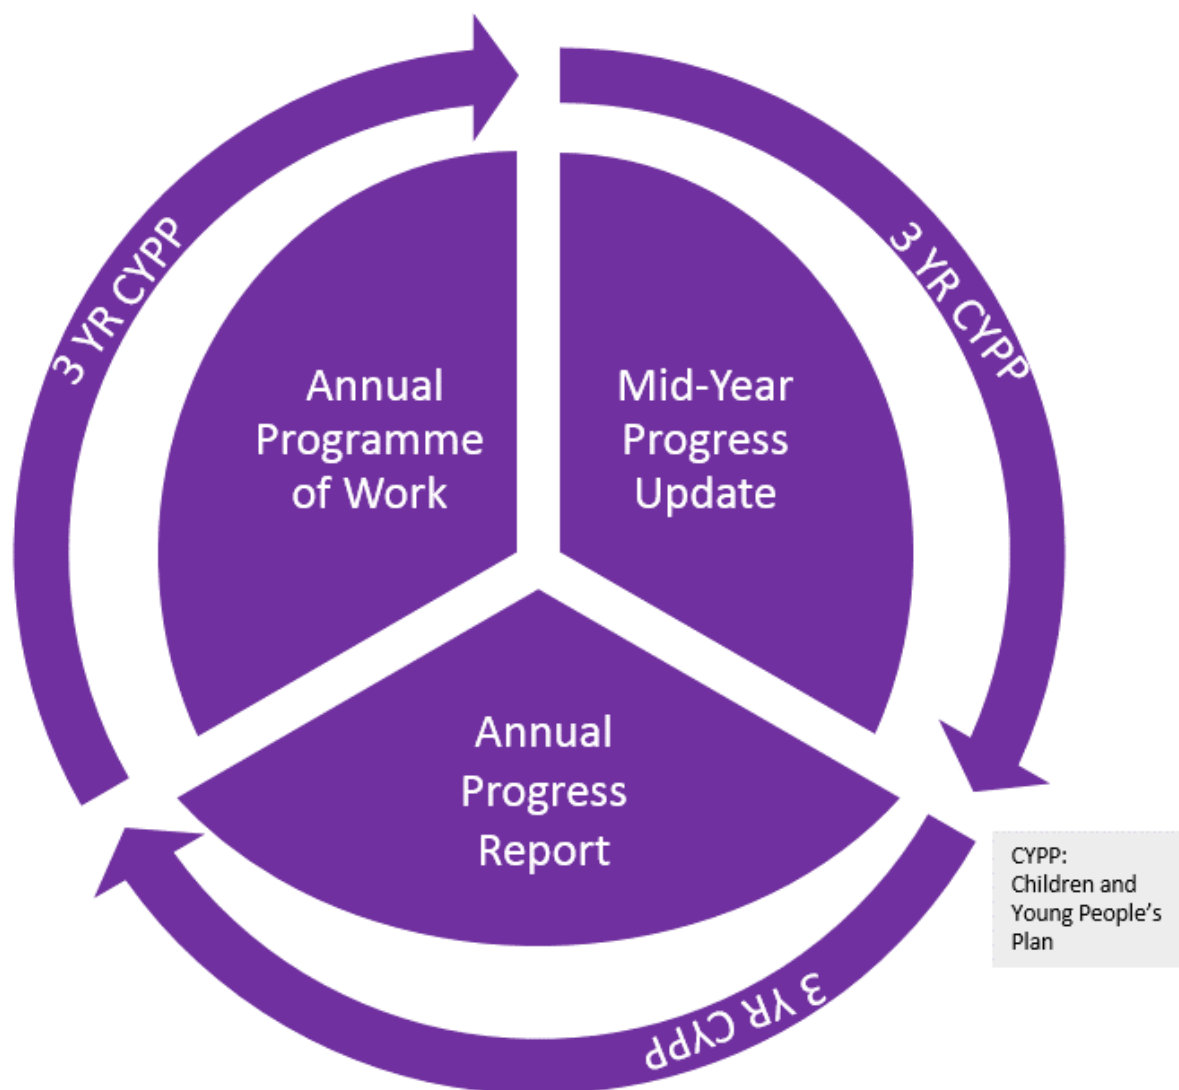 3 YR CYPP
3 YR CYPP
Annual
Programme
of Work
Mid-Year
Progress
Update
Annual
Progress
Report
CYPP:
Children and
Young People's
Plan
3 YR CYPP